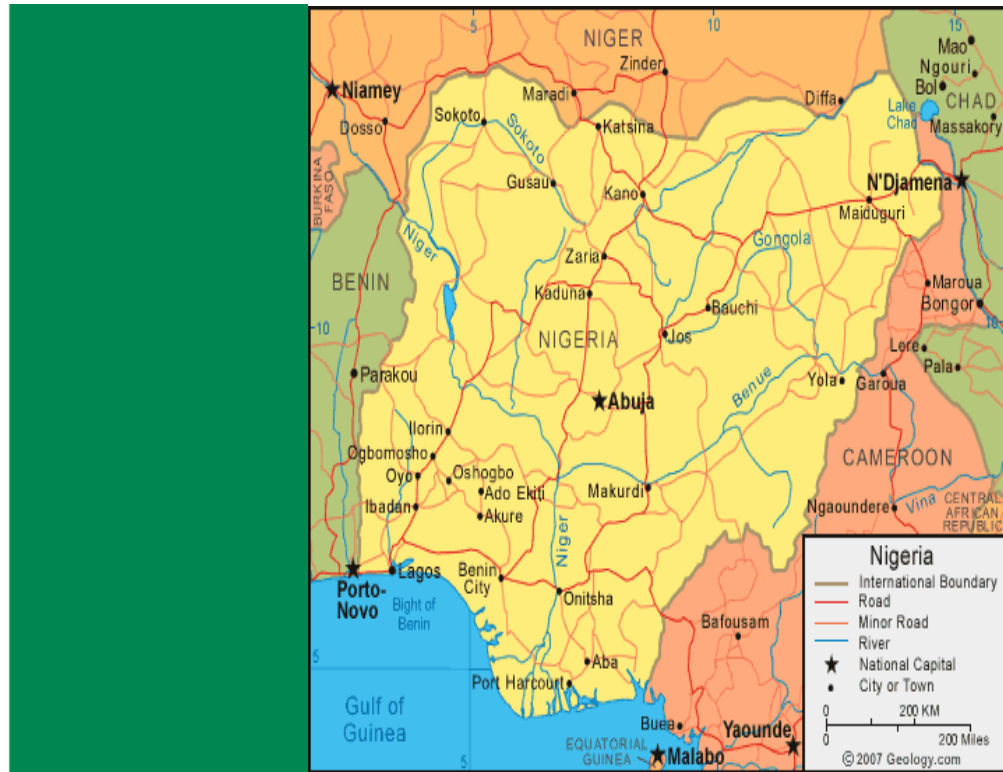 5
10
15
NIGER
Mao
Ngouri
Zinder
Bol
Niamey
Maradi
Diffa
CHAD
Lake
Chad
Dosso
Sokoto
Sokoto
Katsina
Massakory
BURKINA
FASO
Gusau
Kano
N'Djamena
Maiduguri
Niger
Gongola
Zaria
BENIN
Kaduna
Bauchi
Maroua
Bongor
10
NIGERIA
Jos
10
Lere
Pala
Parakou
Benue
Yola
Garoua
Abuja
Ilorin
Ogbomosho
CAMEROON
Oyo
Oshogbo
Ado Ekiti
Makurdi
Ibadan
Akure
Ngaoundere
Vina
CENTRAL
AFRICAN
REPUBLIC
Niger
Lagos
Benin
City
Porto-
Novo
Bight of
Benin
Onitsha
Bafousam
5
Aba
Port Harcourt
Gulf of
Guinea
Buea
Yaounde
EQUATORIAL
GUINEA
Malabo
5
Nigeria
International Boundary
Road
Minor Road
River
National Capital
City or Town
0 200 KM
0 200 Miles
©2007 Geology.com